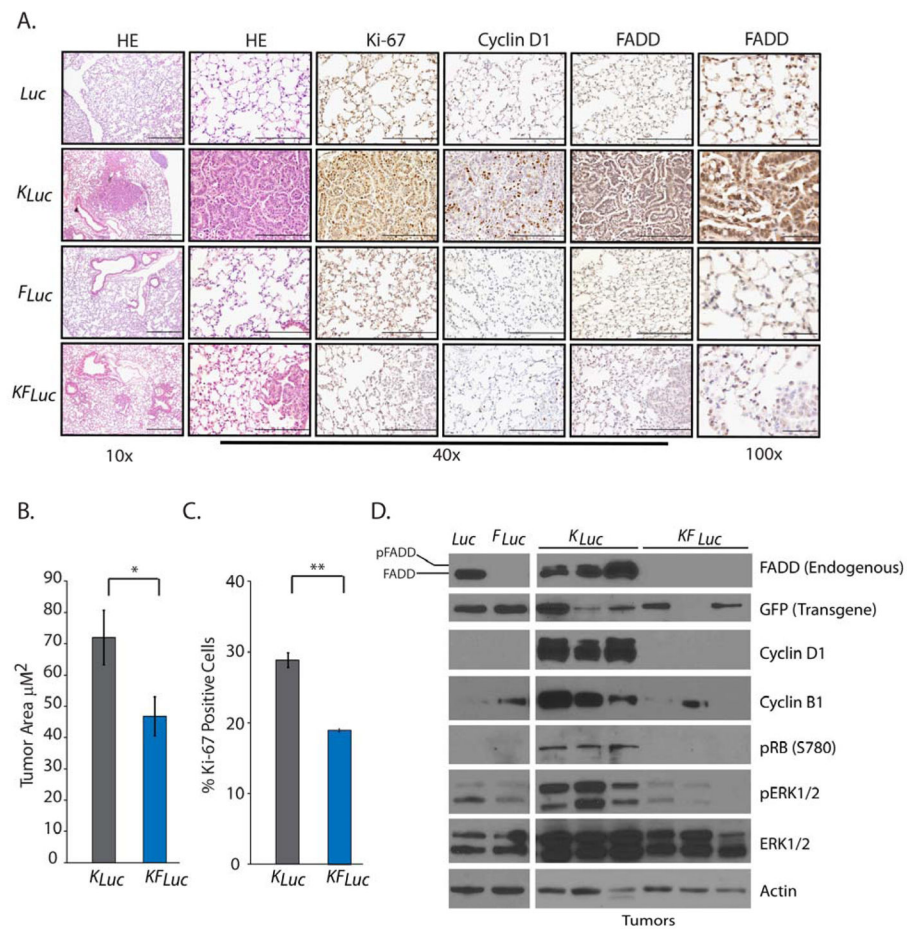 A.
HE HE Ki-67 Cyclin D1 FADD FADD
Luc
KLuc
FLuc
KFLuc
10x 40x 100x
B.
Tumor Area µM2
90
80
70
60
50
40
30
20
10
0
*
KLuc KFLuc
C.
% Ki-67 Positive Cells
40
30
20
10
0
**
KLuc KFLuc
D.
Luc FLuc KLuc KFLuc
pFADD
FADD
FADD (Endogenous)
GFP (Transgene)
Cyclin D1
Cyclin B1
pRB (S780)
pERK1/2
ERK1/2
Actin
Tumors